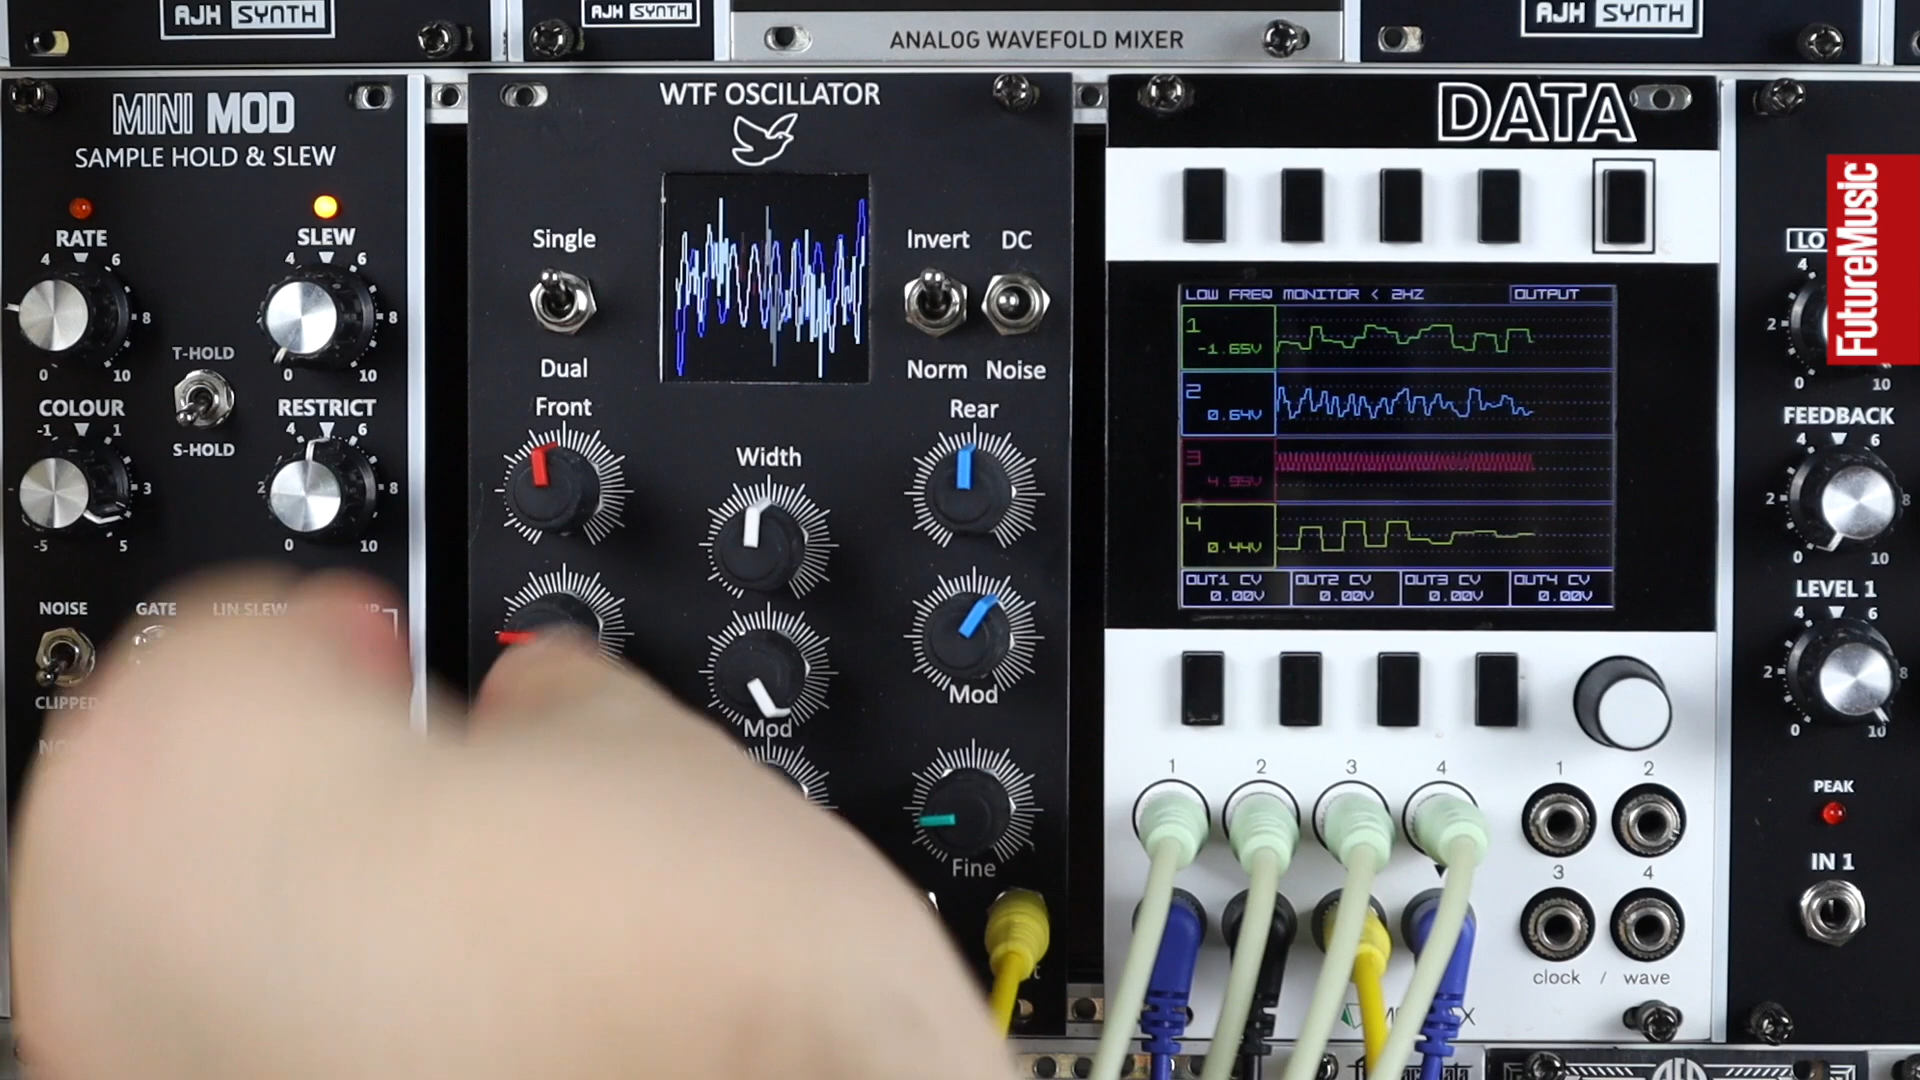 AJH SYNTH
AJH SYNTH
ANALOG WAVEFOLD MIXER
AJH SYNTH
MINI MOD
SAMPLE HOLD & SLEW
RATE
4 6
8
0 10
SLEW
4 6
8
0 10
T-HOLD
S-HOLD
COLOUR
-1 1
3
-5 5
RESTRICT
4 6
2 8
0 10
NOISE
CLIPPED
GATE
LIN SLEW
WTF OSCILLATOR
Single
Dual
Invert
Norm
DC
Noise
Front
Width
Rear
Mod
Mod
Fine
DATA
LOW FREQ MONITOR < 2HZ
OUTPUT
1
-1.65V
2
0.64V
3
4.95V
4
0.44V
OUT1 CV
0.00V
OUT2 CV
0.00V
OUT3 CV
0.00V
OUT4 CV
0.00V
1 2 3 4
1 2
3 4
clock / wave
FutureMusic
LO
4
2
0 10
FEEDBACK
4 6
2 8
0 10
LEVEL 1
4 6
2 8
0 10
PEAK
IN 1